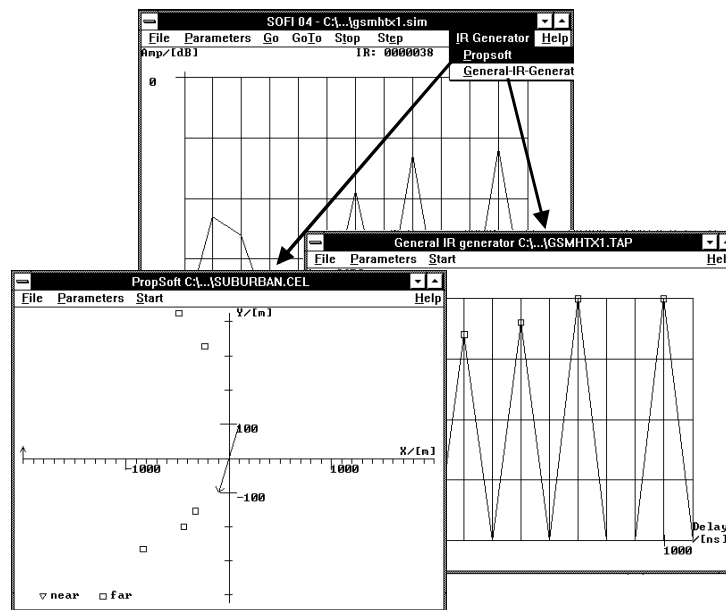 SOFI 04 - C:\...\gsmhtx1.sim
File Parameters Go GoTo Stop Step IR Generator Help
Amp/[dB] IR: 0000038
Propsoft
General-IR-Generat
0
General IR generator C:\...\GSMHTX1.TAP
File Parameters Start Hel
PropSoft C:\...\SUBURBAN.CEL
File Parameters Start Help
Y/[m]
100
X/[m]
-1000 1000
-100
Delay
/[ns]
1000
near far